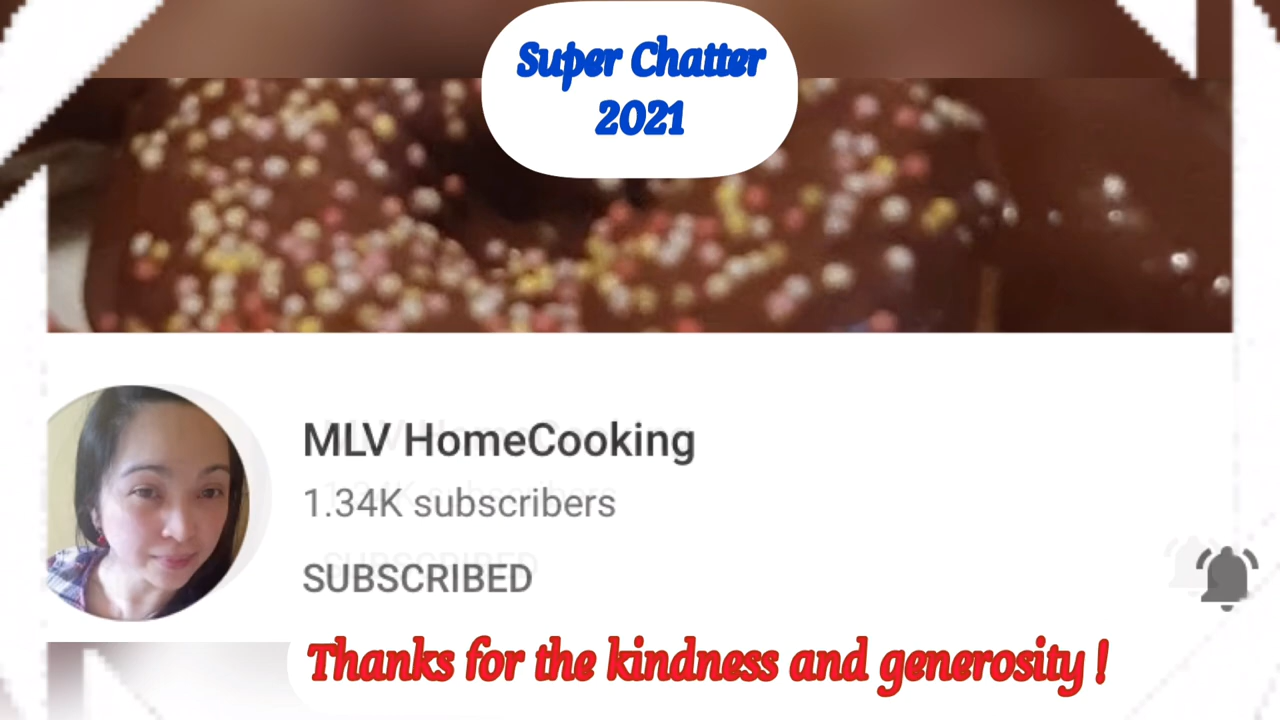 Super Chatter
2021
MLV HomeCooking
1.34K subscribers
SUBSCRIBED
Thanks for the kindness and generosity !